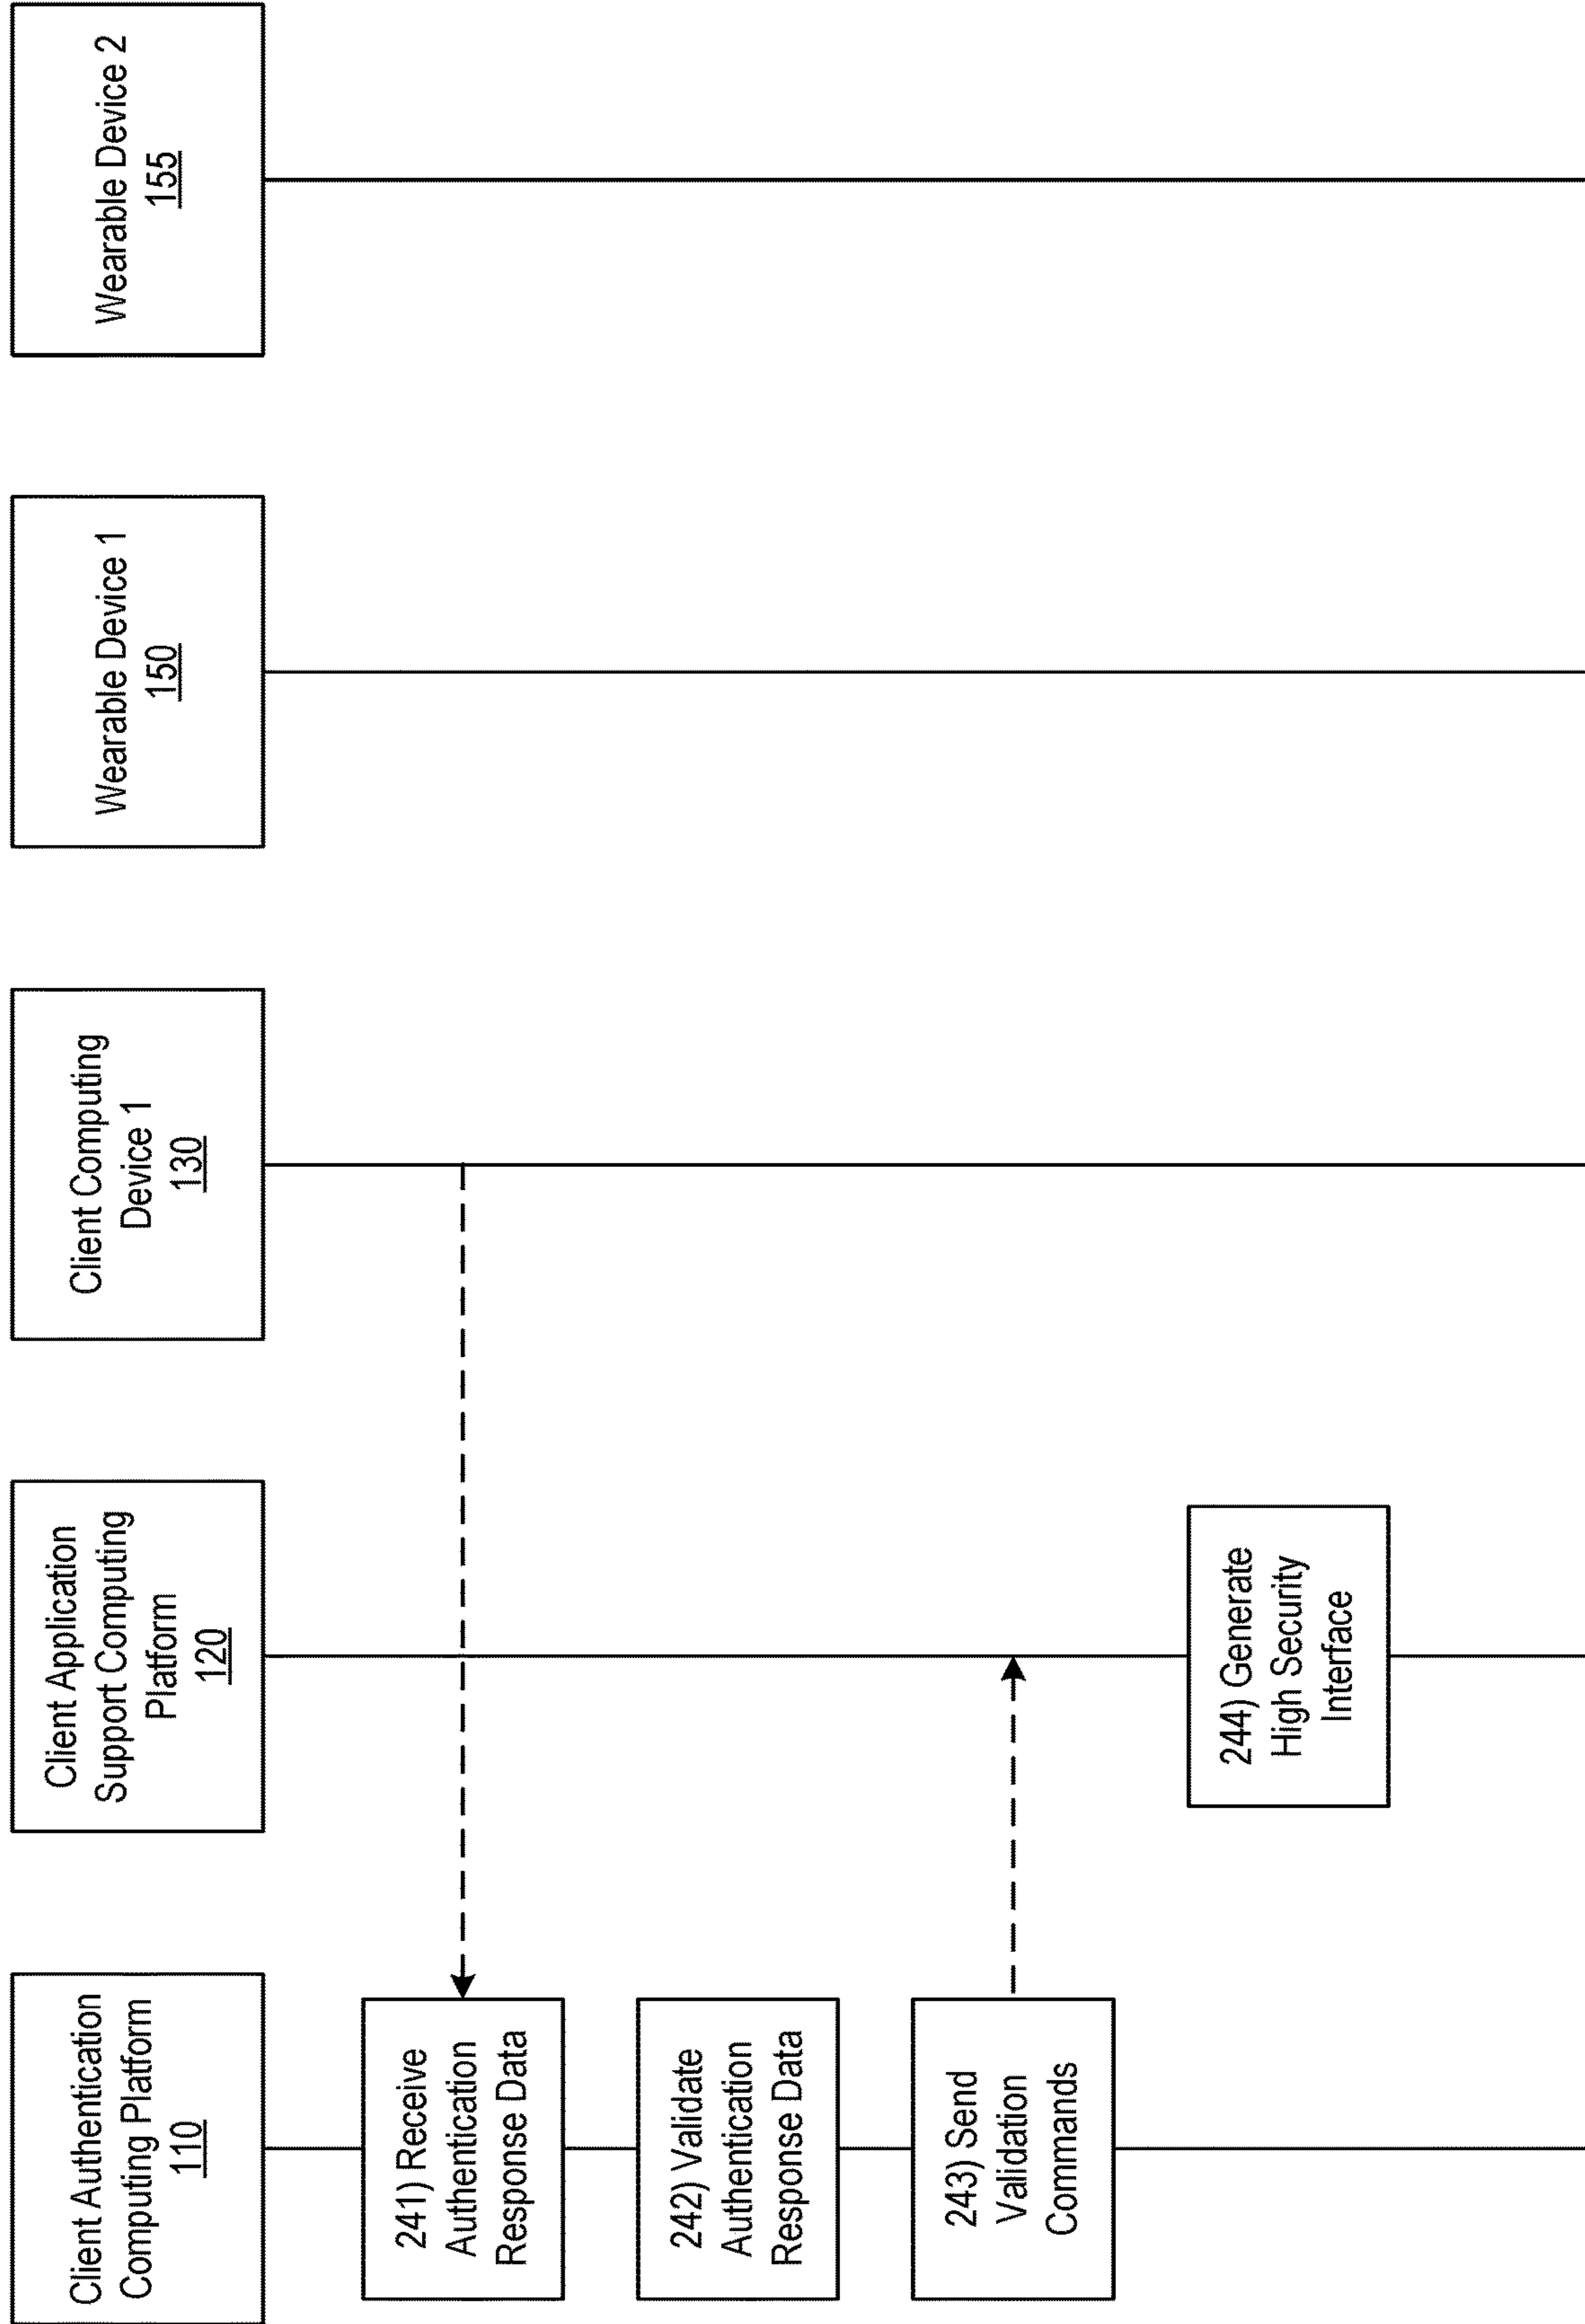 Client Authentication
Computing Platform
110
Client Application
Support Computing
Platform
120
Client Computing
Device 1
130
Wearable Device 1
150
Wearable Device 2
155
241) Receive
Authentication
Response Data
242) Validate
Authentication
Response Data
243) Send
Validation
Commands
244) Generate
High Security
Interface